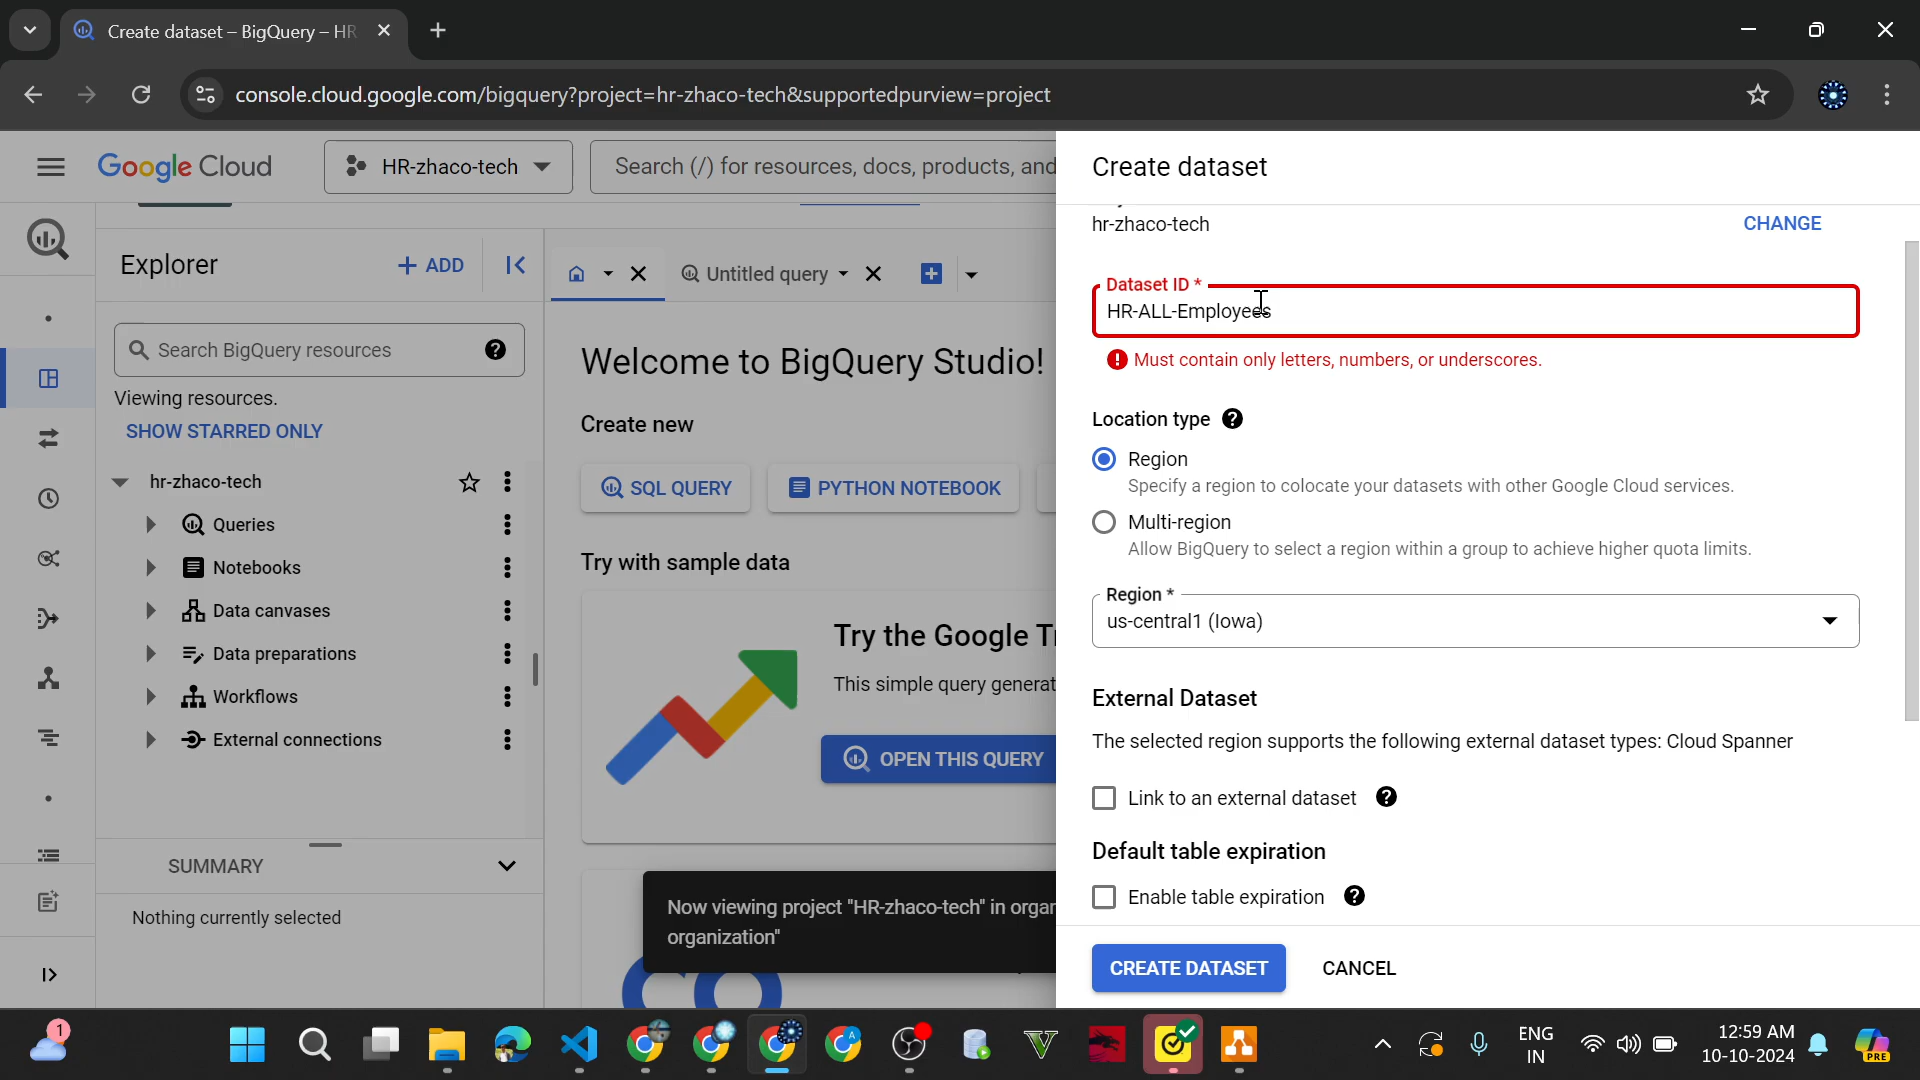 Create dataset – BigQuery – HR
console.cloud.google.com/bigquery?project=hr-zhaco-tech&supportedpurview=project
Google Cloud
HR-zhaco-tech
Search (/) for resources, docs, products, and
Explorer
+ ADD
Search BigQuery resources
Viewing resources.
SHOW STARRED ONLY
hr-zhaco-tech
Queries
Notebooks
Data canvases
Data preparations
Workflows
External connections
SUMMARY
Nothing currently selected
Untitled query
Welcome to BigQuery Studio!
Create new
SQL QUERY
PYTHON NOTEBOOK
Try with sample data
Try the Google
This simple query
OPEN THIS QUERY
Now viewing project "HR-zhaco-tech" in
organization"
Create dataset
hr-zhaco-tech
CHANGE
Dataset ID *
HR-ALL-Employees
Must contain only letters, numbers, or underscores.
Location type
Region
Specify a region to colocate your datasets with other Google Cloud services.
Multi-region
Allow BigQuery to select a region within a group to achieve higher quota limits.
Region *
us-central1 (Iowa)
External Dataset
The selected region supports the following external dataset types: Cloud Spanner
Link to an external dataset
Default table expiration
Enable table expiration
CREATE DATASET
CANCEL
1
ENG
IN
12:59 AM
10-10-2024
PRE